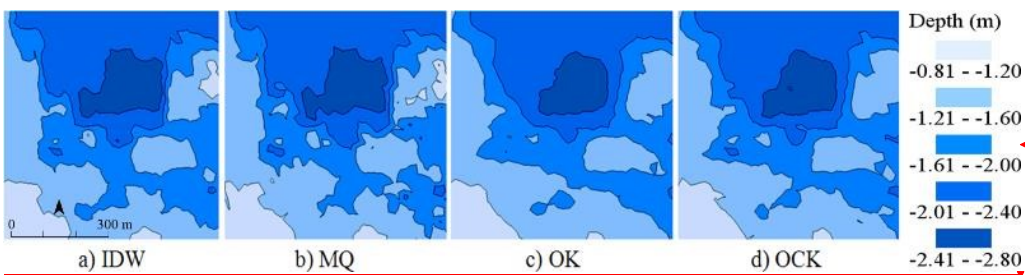 Depth (m)
-0.81 - -1.20
-1.21 - -1.60
-1.61 - -2.00
-2.01 - -2.40
-2.41 - -2.80
0 300 m
a) IDW b) MQ c) OK d) OCK